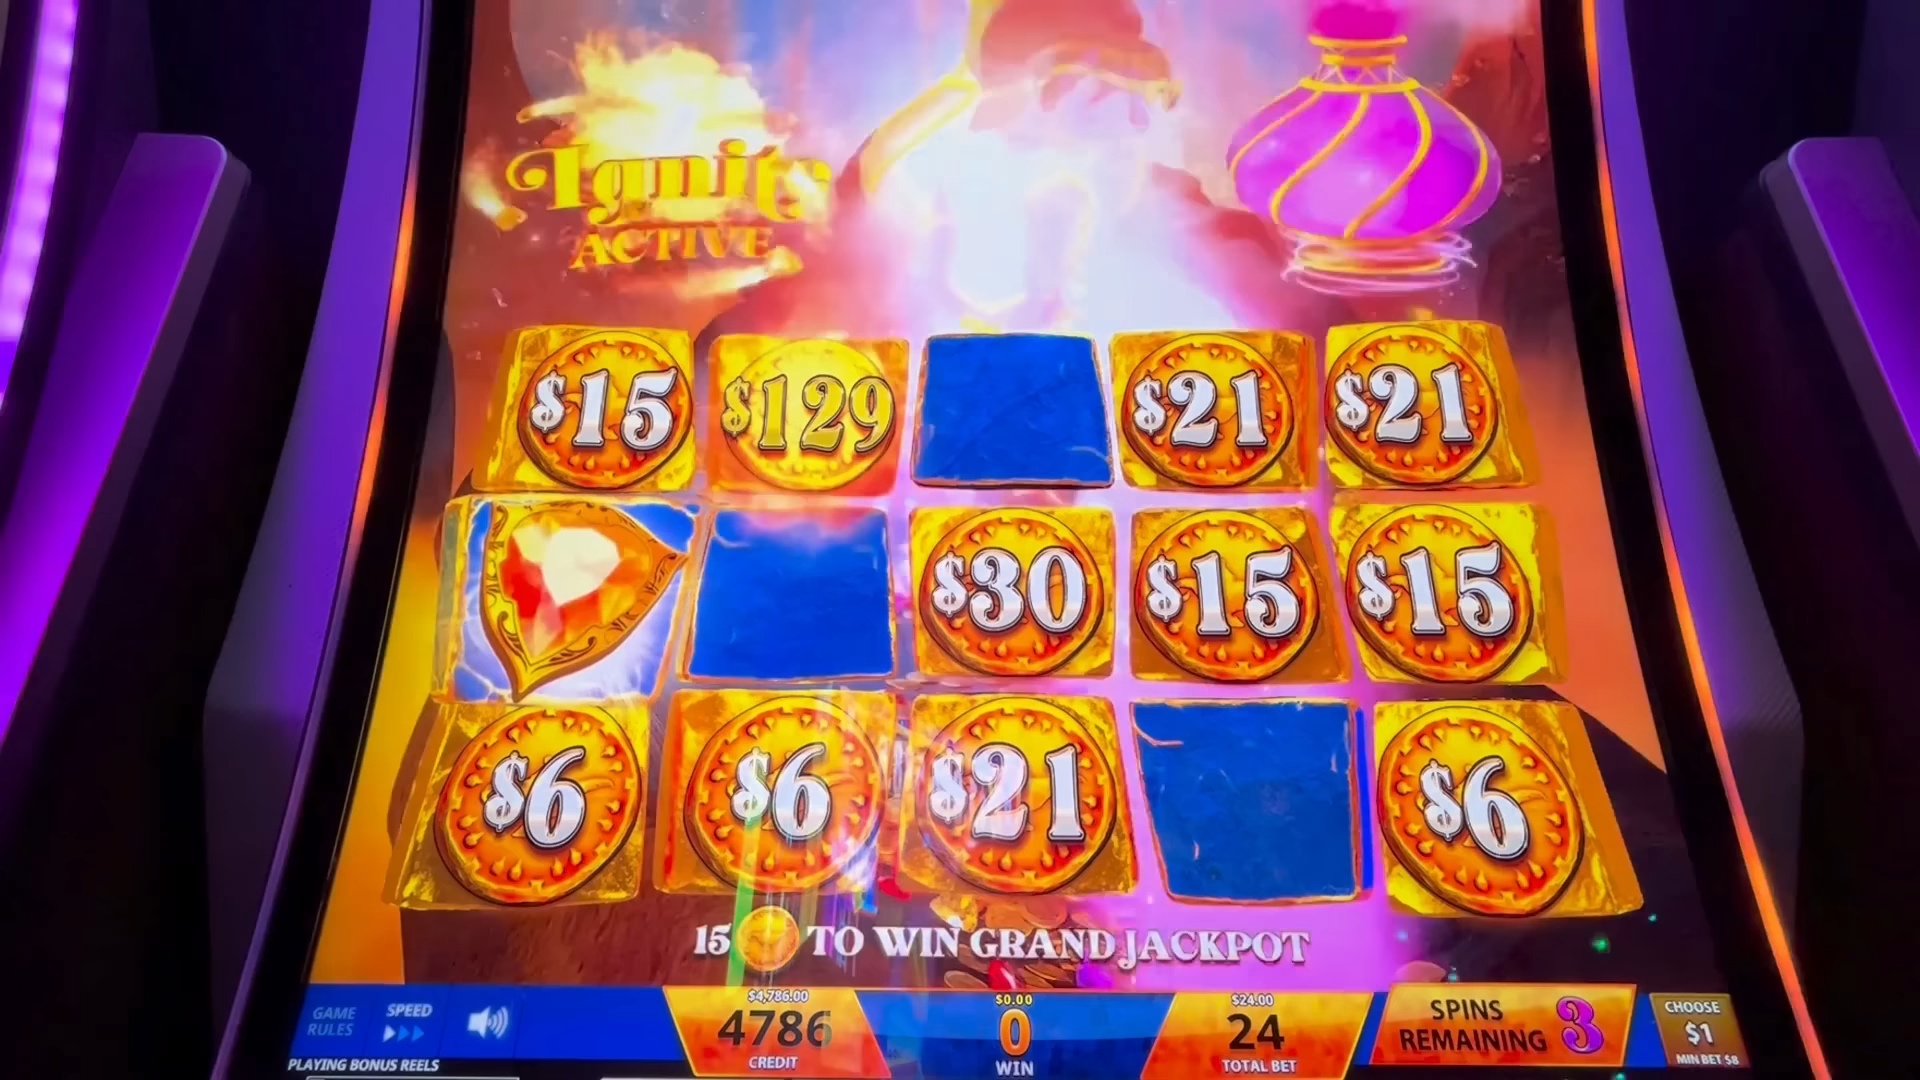 Ignite
ACTIVE
$15 $129 $21 $21
$30 $15 $15
$6 $6 $21 $6
15 TO WIN GRAND JACKPOT
GAME RULES
SPEED
$4,786.00
4786
CREDIT
$0.00
0
WIN
$24.00
24
TOTAL BET
SPINS REMAINING 3
CHOOSE
$1
MIN BET $8
PLAYING BONUS REELS